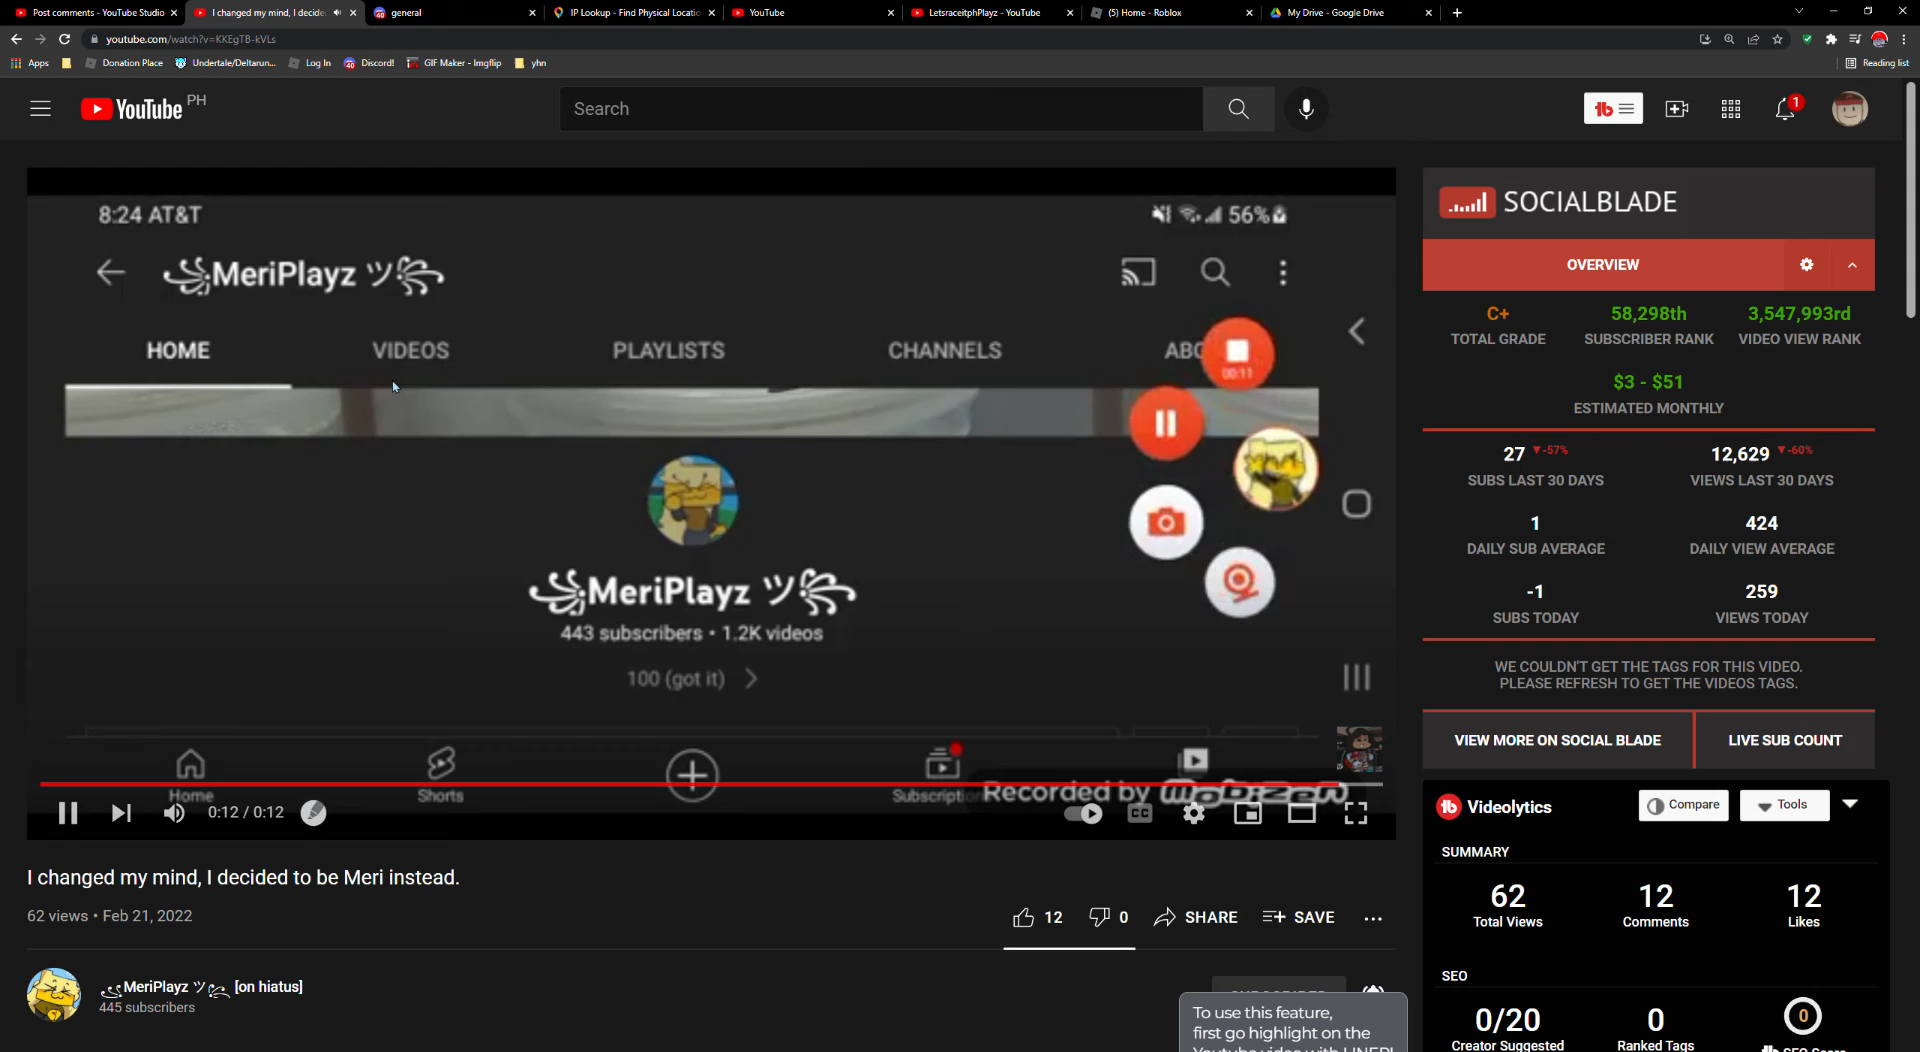 Post comments - YouTube Studio
I changed my mind, I decide
general
IP Lookup - Find Physical Locatio
YouTube
LetsraceitphPlayz - YouTube
(5) Home - Roblox
My Drive - Google Drive
youtube.com/watch?v=KKEgTB-kVLs
Apps
Donation Place
Undertale/Deltarun...
Log In
Discord!
GIF Maker - Imgflip
yhn
Reading list
YouTube PH
Search
1
8:24 AT&T
56%
꧁MeriPlayz ツ꧂
HOME
VIDEOS
PLAYLISTS
CHANNELS
ABO
00:11
꧁MeriPlayz ツ꧂
443 subscribers • 1.2K videos
100 (got it)
Home
Shorts
Subscription
Recorded by mobizen
0:12 / 0:12
CC
I changed my mind, I decided to be Meri instead.
62 views • Feb 21, 2022
12
0
SHARE
SAVE
꧁MeriPlayz ツ꧂ [on hiatus]
445 subscribers
To use this feature,
first go highlight on the
SOCIALBLADE
OVERVIEW
C+
58,298th
3,547,993rd
TOTAL GRADE
SUBSCRIBER RANK
VIDEO VIEW RANK
$3 - $51
ESTIMATED MONTHLY
27 ▼-57%
12,629 ▼-60%
SUBS LAST 30 DAYS
VIEWS LAST 30 DAYS
1
424
DAILY SUB AVERAGE
DAILY VIEW AVERAGE
-1
259
SUBS TODAY
VIEWS TODAY
WE COULDN'T GET THE TAGS FOR THIS VIDEO.
PLEASE REFRESH TO GET THE VIDEOS TAGS.
VIEW MORE ON SOCIAL BLADE
LIVE SUB COUNT
Videolytics
Compare
Tools
SUMMARY
62
12
12
Total Views
Comments
Likes
SEO
0/20
0
0
Creator Suggested
Ranked Tags